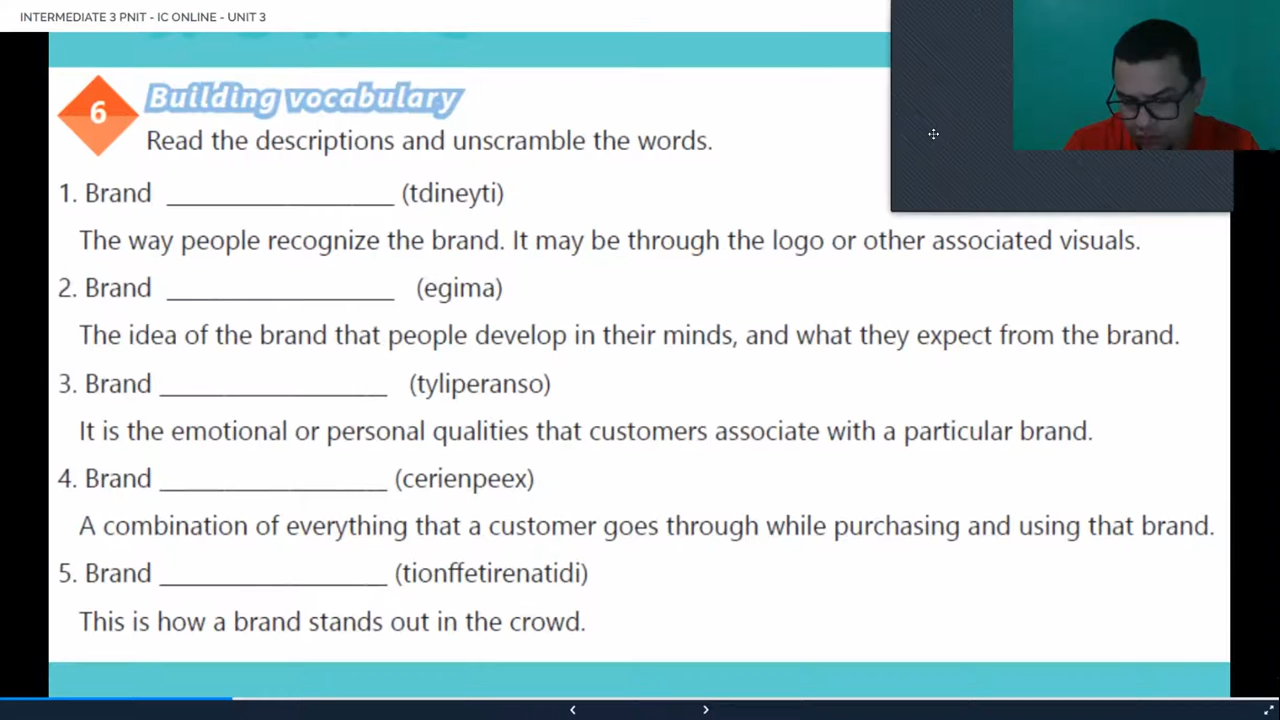 INTERMEDIATE 3 PNIT - IC ONLINE - UNIT 3
6
Building vocabulary
Read the descriptions and unscramble the words.
1. Brand __________________ (tdineyti)
The way people recognize the brand. It may be through the logo or other associated visuals.
2. Brand __________________ (egima)
The idea of the brand that people develop in their minds, and what they expect from the brand.
3. Brand __________________ (tyliperanso)
It is the emotional or personal qualities that customers associate with a particular brand.
4. Brand __________________ (cerienpeex)
A combination of everything that a customer goes through while purchasing and using that brand.
5. Brand __________________ (tionffetirenatidi)
This is how a brand stands out in the crowd.